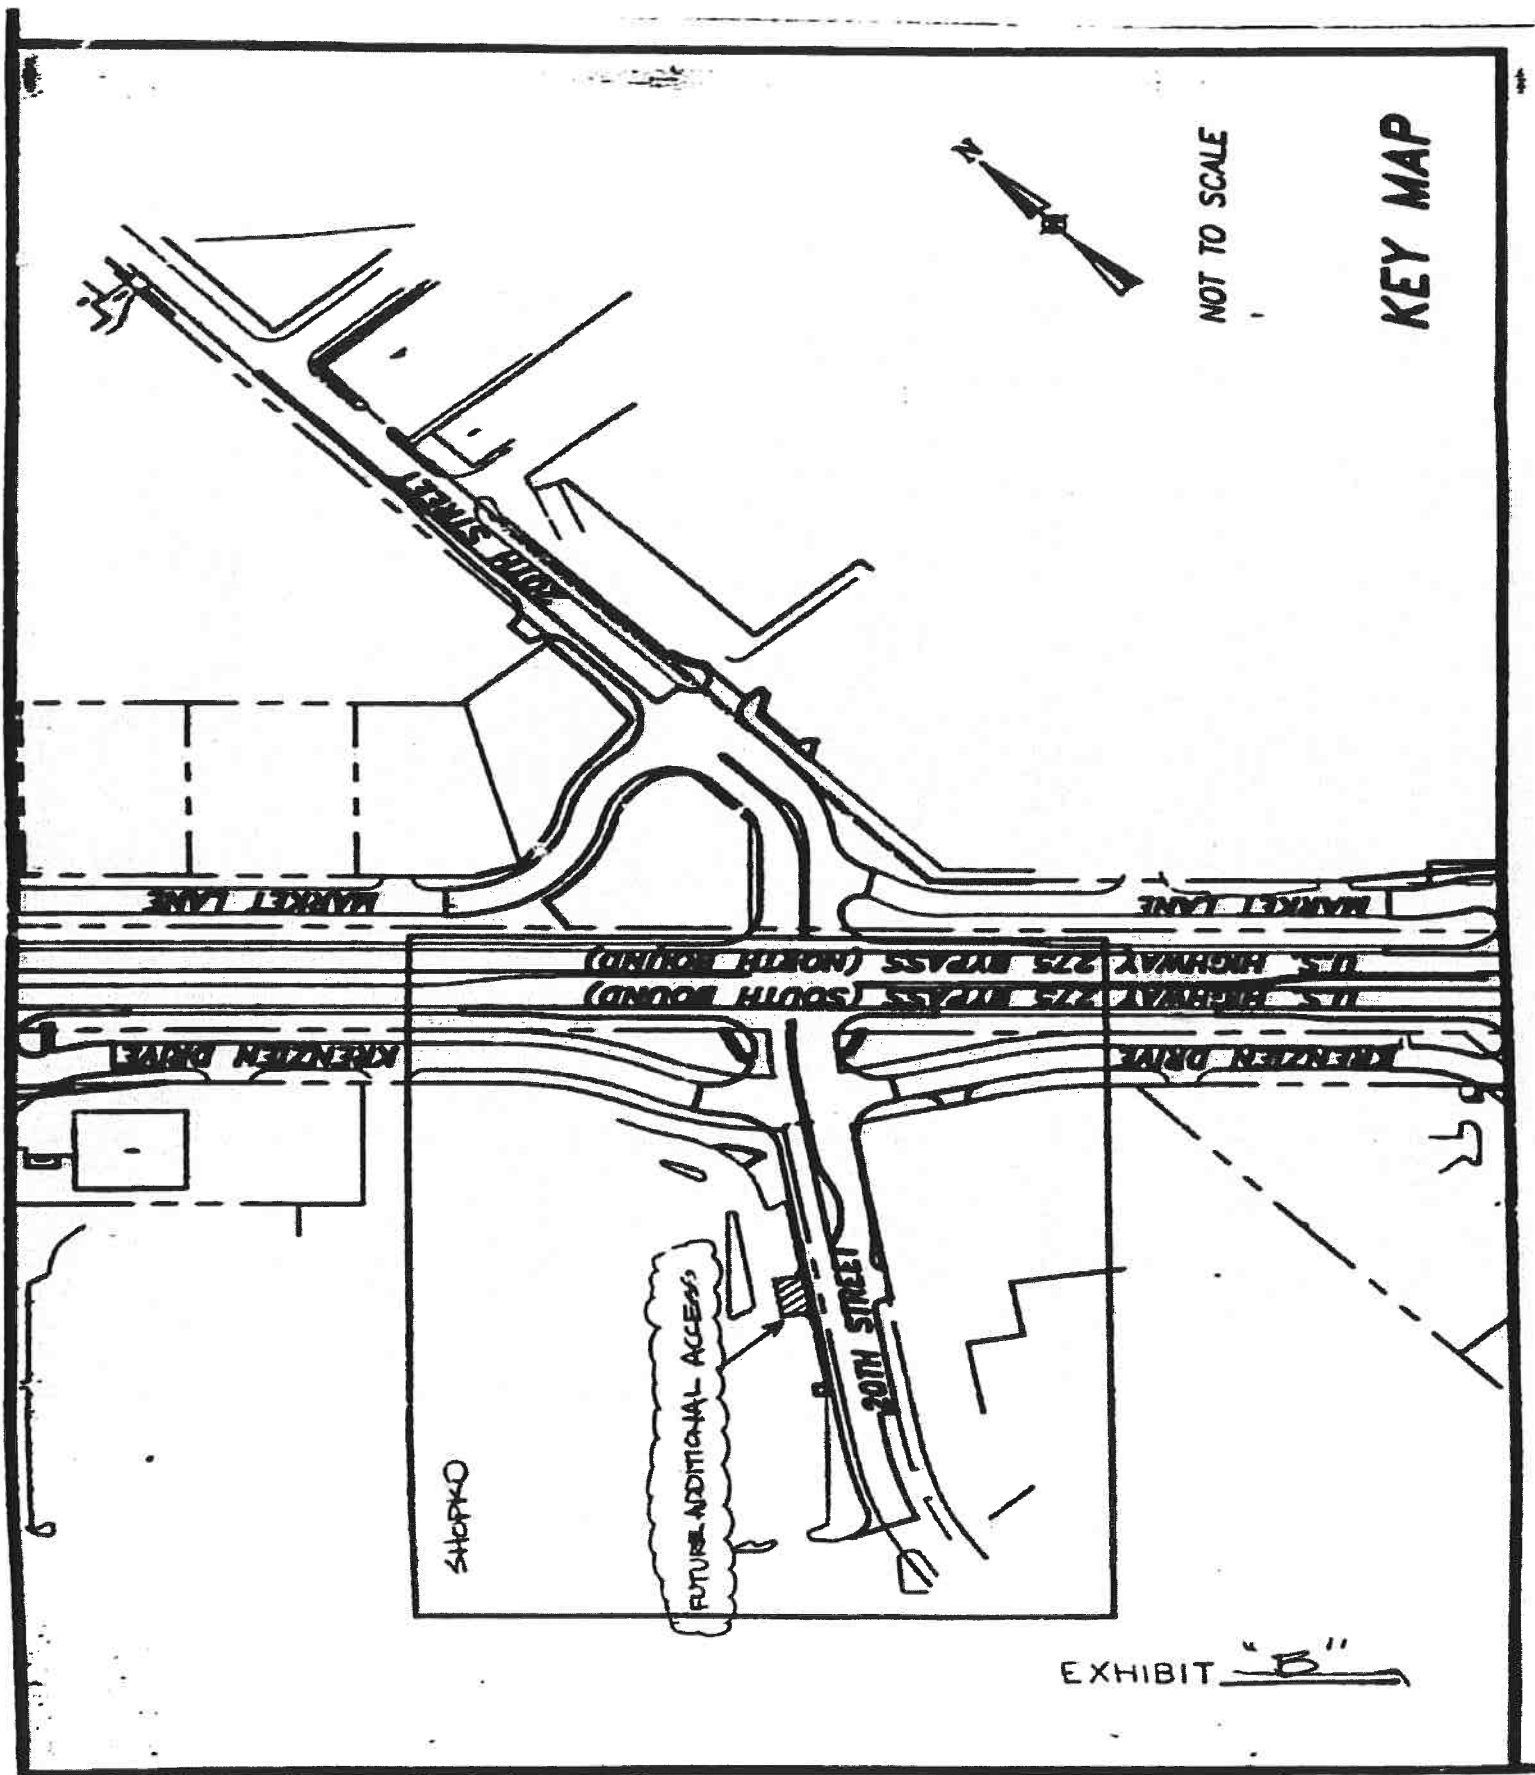 KEY MAP
NOT TO SCALE
N
20TH STREET
MARKET LANE
MARKET LANE
U.S. HIGHWAY 275 BYPASS (NORTH BOUND)
U.S. HIGHWAY 275 BYPASS (SOUTH BOUND)
KRENZIEN DRIVE
KRENZIEN DRIVE
20TH STREET
FUTURE ADDITIONAL ACCESS
SHOPKO
EXHIBIT "B"